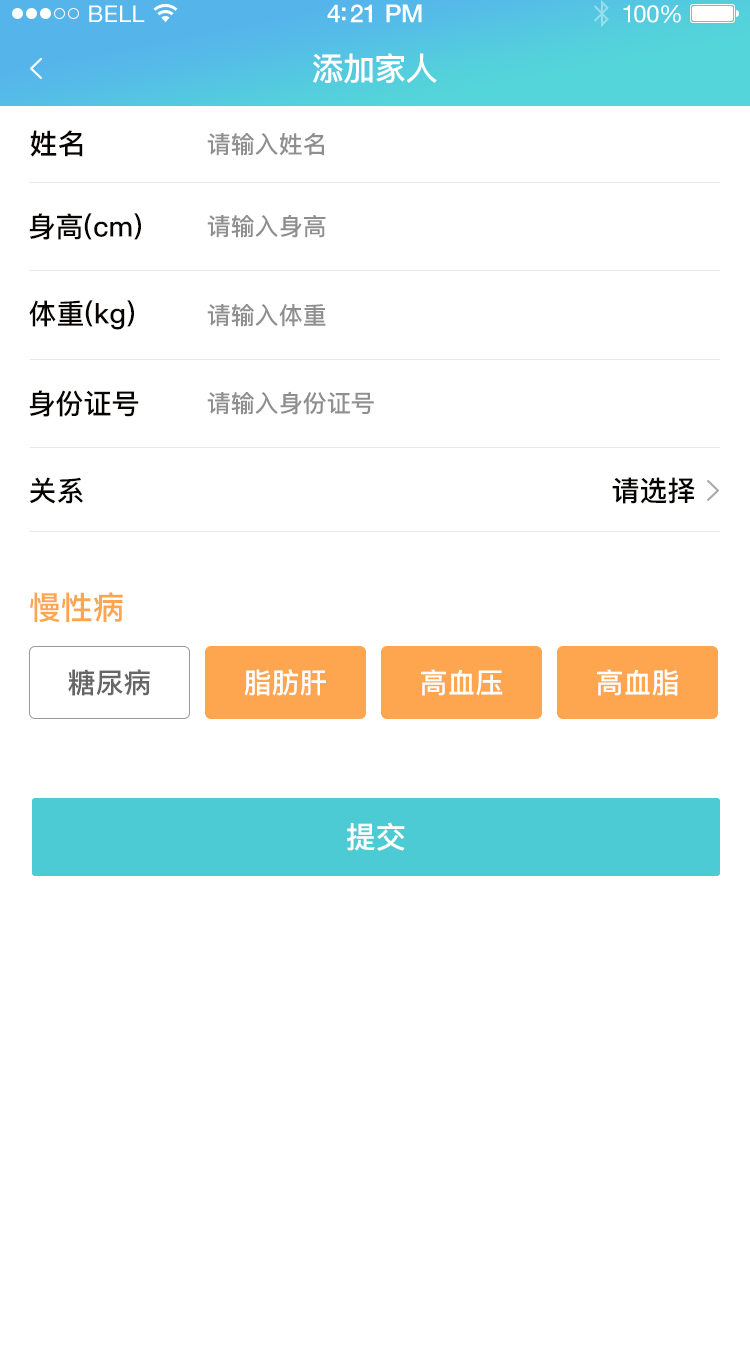 BELL 4:21 PM 100%
添加家人
姓名 请输入姓名
身高(cm) 请输入身高
体重(kg) 请输入体重
身份证号 请输入身份证号
关系 请选择
慢性病
糖尿病 脂肪肝 高血压 高血脂
提交